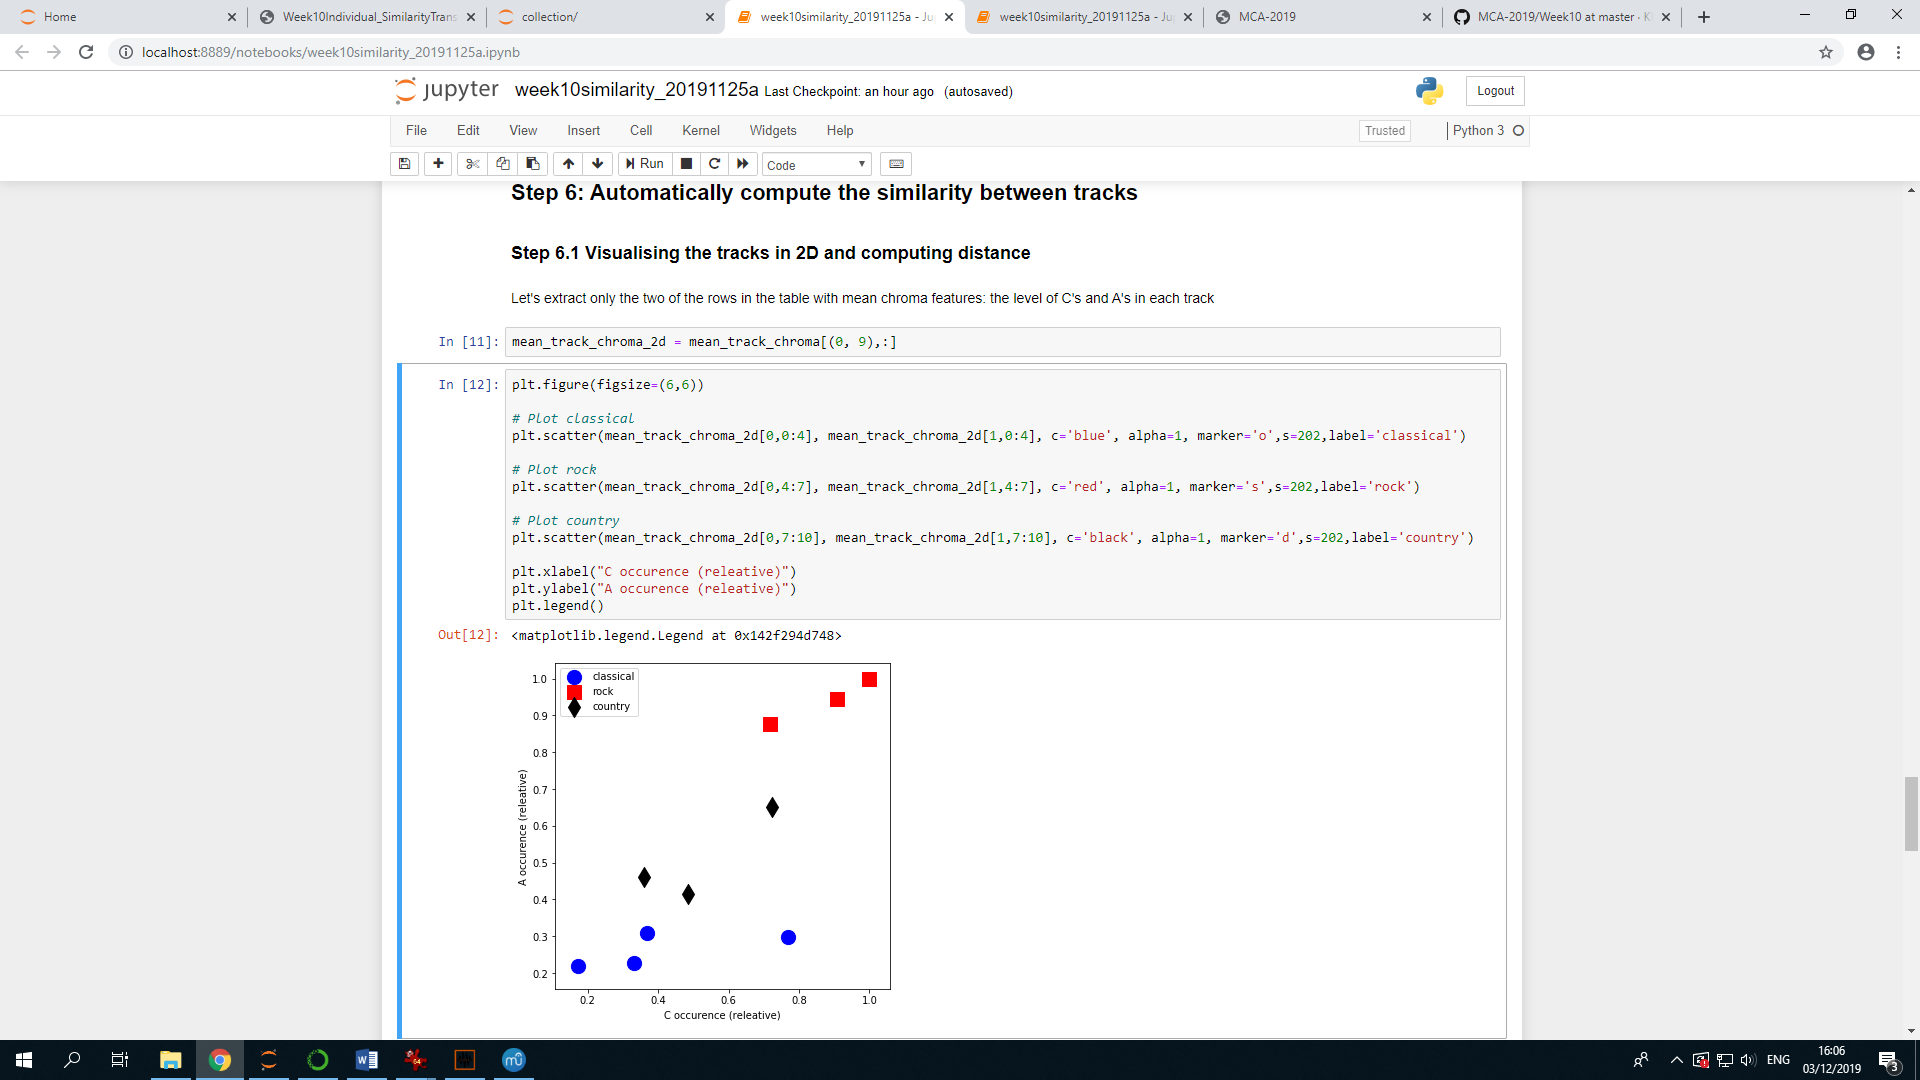 Home
Week10Individual_SimilarityTrans
collection/
week10similarity_20191125a - Ju
week10similarity_20191125a - Ju
MCA-2019
MCA-2019/Week10 at master · K
localhost:8889/notebooks/week10similarity_20191125a.ipynb
jupyter week10similarity_20191125a Last Checkpoint: an hour ago (autosaved)
Logout
File Edit View Insert Cell Kernel Widgets Help
Trusted
Python 3
Run
Code
Step 6: Automatically compute the similarity between tracks
Step 6.1 Visualising the tracks in 2D and computing distance
Let's extract only the two of the rows in the table with mean chroma features: the level of C's and A's in each track
In [11]: mean_track_chroma_2d = mean_track_chroma[(0, 9),:]
In [12]: plt.figure(figsize=(6,6))
# Plot classical
plt.scatter(mean_track_chroma_2d[0,0:4], mean_track_chroma_2d[1,0:4], c='blue', alpha=1, marker='o',s=202,label='classical')
# Plot rock
plt.scatter(mean_track_chroma_2d[0,4:7], mean_track_chroma_2d[1,4:7], c='red', alpha=1, marker='s',s=202,label='rock')
# Plot country
plt.scatter(mean_track_chroma_2d[0,7:10], mean_track_chroma_2d[1,7:10], c='black', alpha=1, marker='d',s=202,label='country')
plt.xlabel("C occurence (releative)")
plt.ylabel("A occurence (releative)")
plt.legend()
Out[12]: <matplotlib.legend.Legend at 0x142f294d748>
classical
rock
country
1.0
0.9
0.8
0.7
0.6
0.5
0.4
0.3
0.2
A occurence (releative)
0.2 0.4 0.6 0.8 1.0
C occurence (releative)
64
ENG
16:06
03/12/2019
3